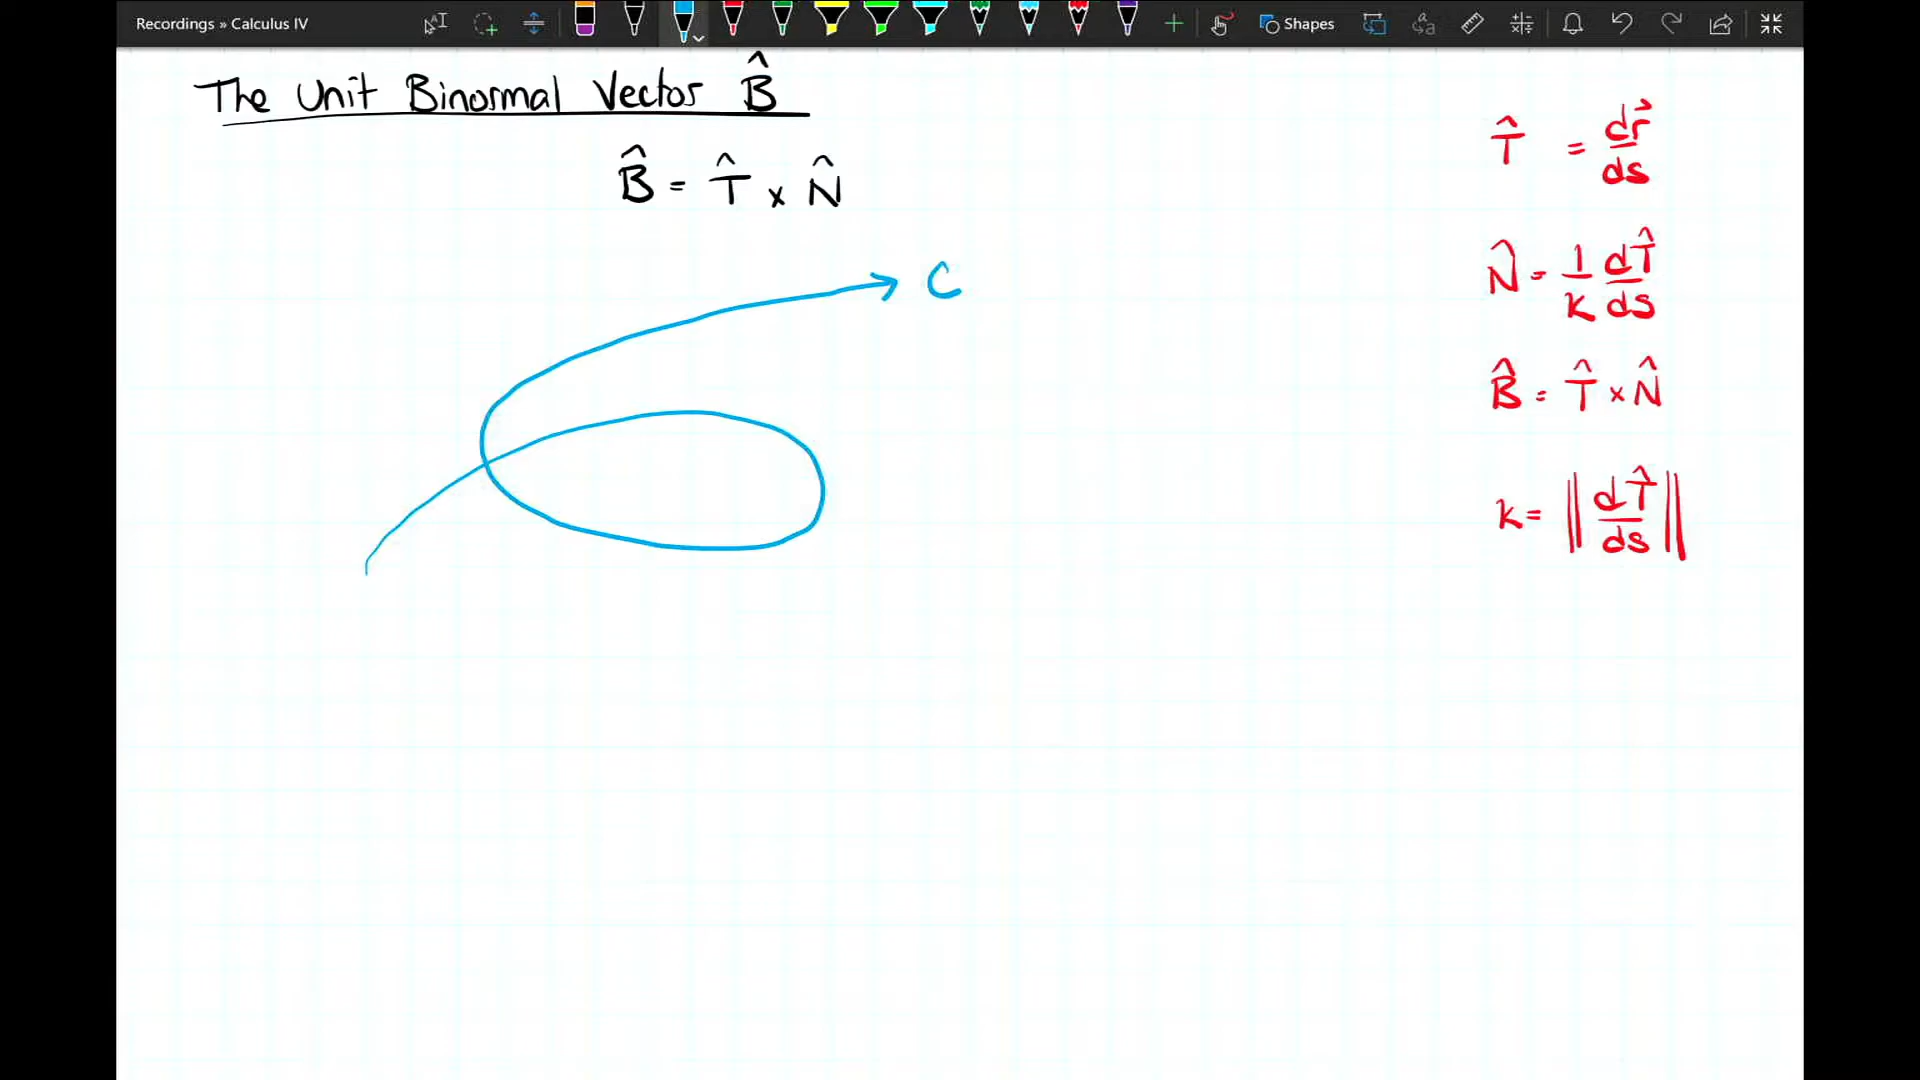 Recordings » Calculus IV
Shapes
The Unit Binormal Vector B̂
B̂ = T̂ × N̂
C
T̂ = dr⃗/ds
N̂ = 1/κ dT̂/ds
B̂ = T̂ × N̂
κ = ‖dT̂/ds‖